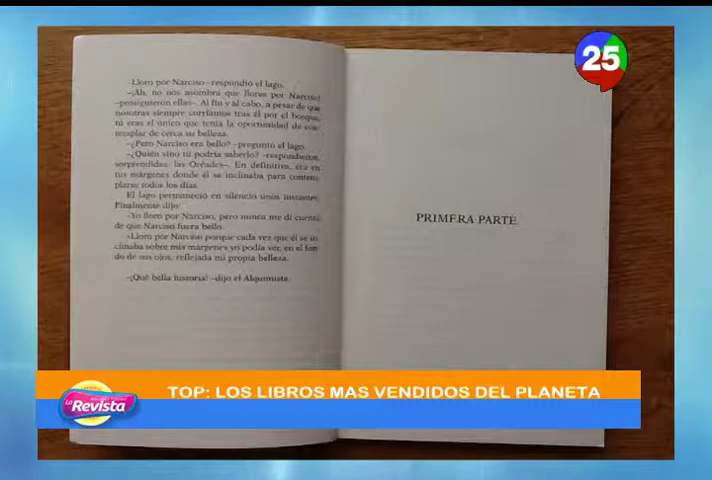 25
–Lloro por Narciso –respondió el lago.
–¡Ah, no nos asombra que llores por Narciso!
–prosiguieron ellas–. Al fin y al cabo, a pesar de que
nosotras siempre corríamos tras él por el bosque,
tú eras el único que tenía la oportunidad de con-
templar de cerca su belleza.
–¿Pero Narciso era bello? –preguntó el lago.
–¿Quién sino tú podría saberlo? –respondieron,
sorprendidas, las Oréades–. En definitiva, era en
tus márgenes donde él se inclinaba para contem-
plarse todos los días.
El lago permaneció en silencio unos instantes.
Finalmente dijo:
–Yo lloro por Narciso, pero nunca me di cuenta
de que Narciso fuera bello.
–Lloro por Narciso porque cada vez que él se in-
clinaba sobre mis márgenes yo podía ver, en el fon-
do de sus ojos, reflejada mi propia belleza.
–¡Qué bella historia! –dijo el Alquimista.
PRIMERA PARTE
TOP: LOS LIBROS MAS VENDIDOS DEL PLANETA
La Revista